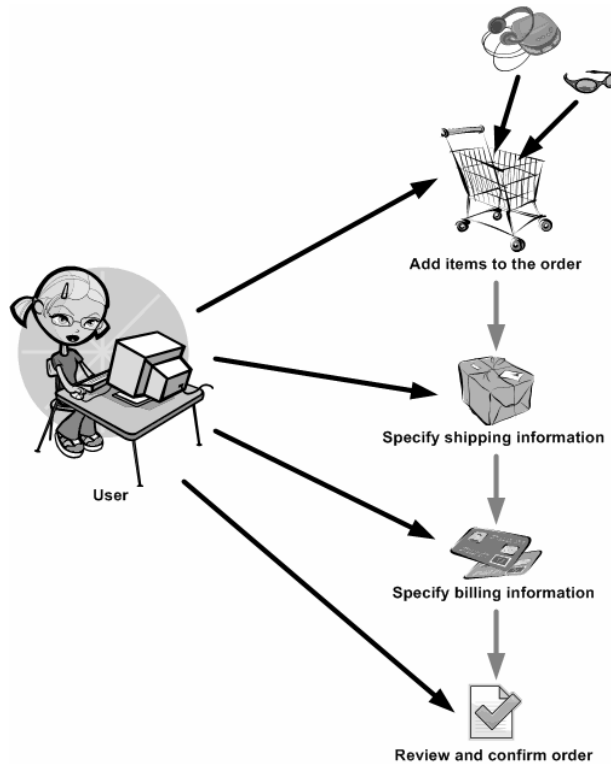 Add items to the order
Specify shipping information
User
Specify billing information
Review and confirm order